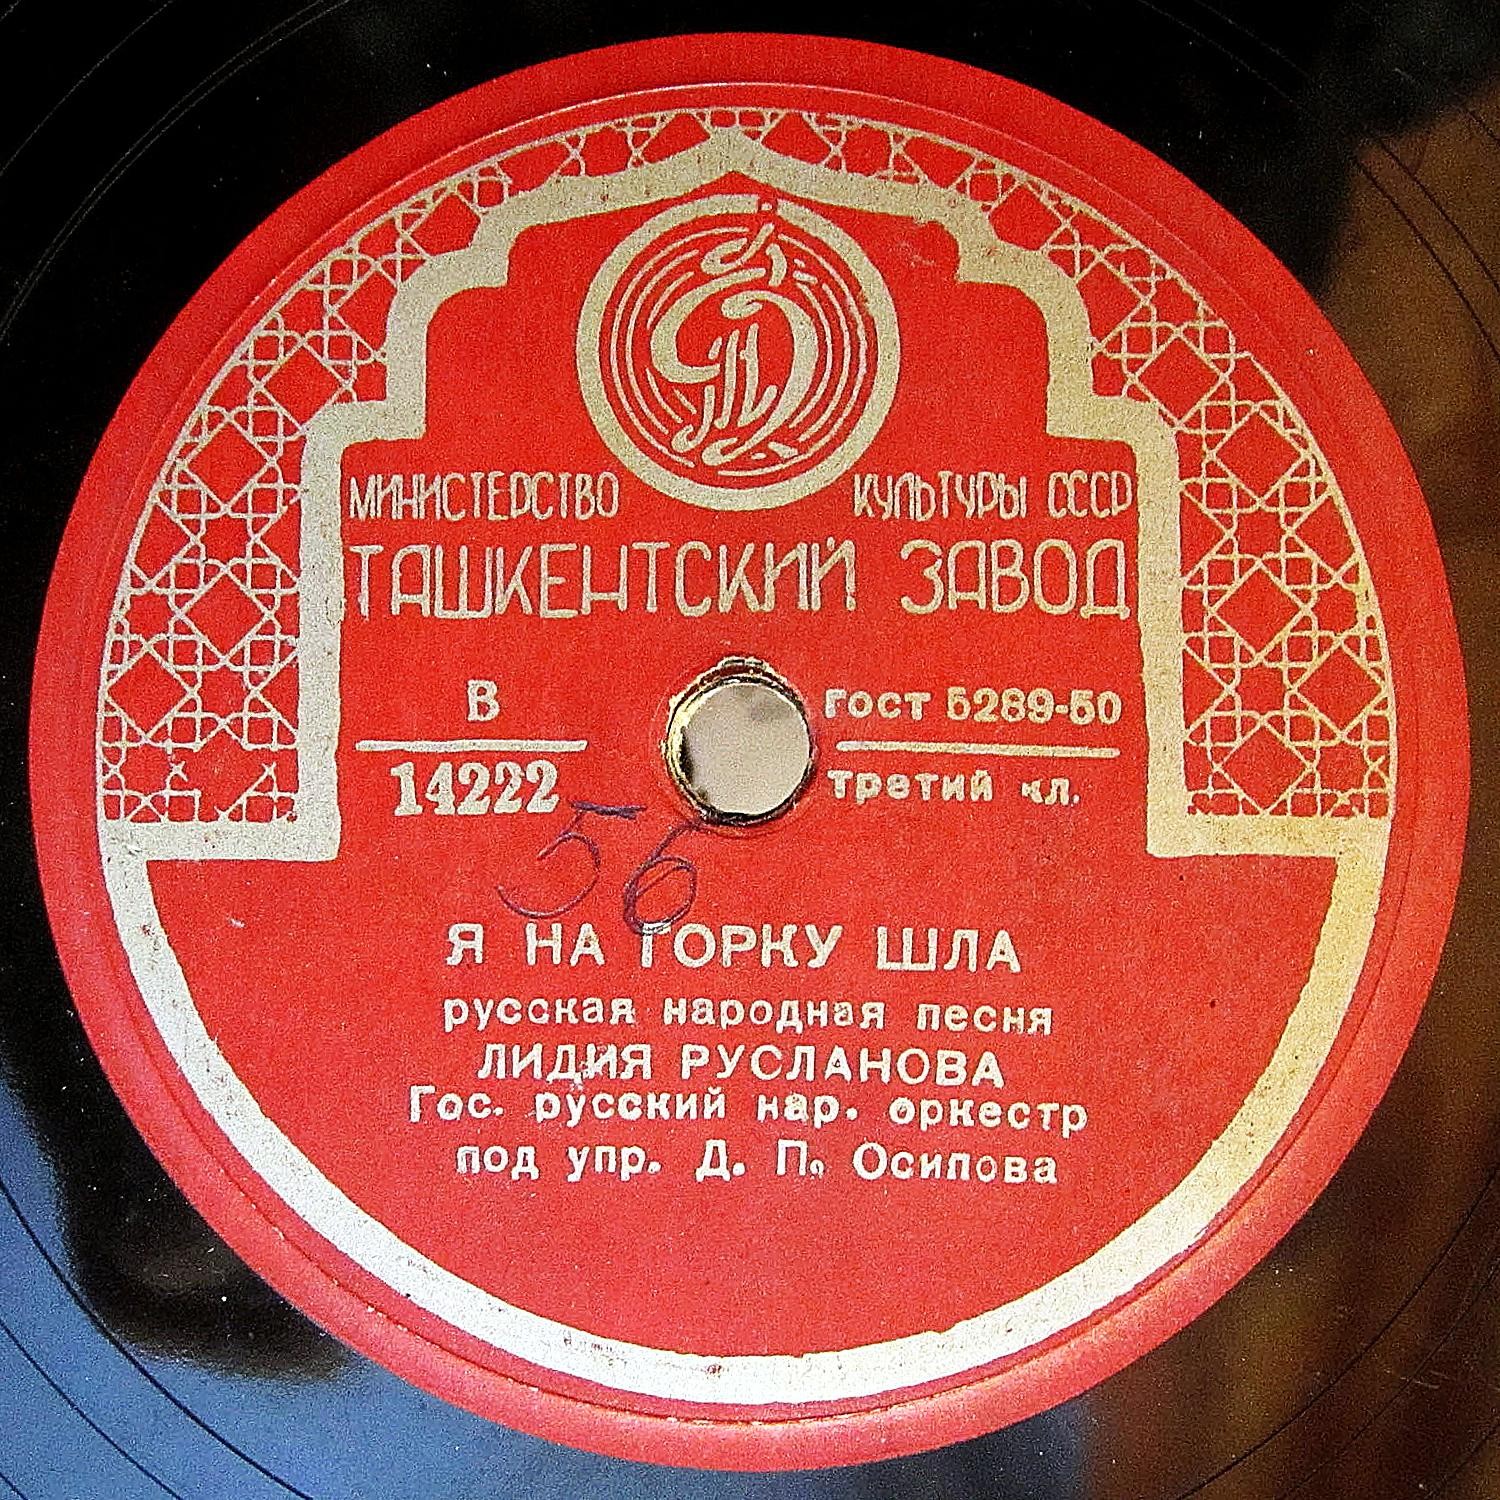 МИНИСТЕРСТВО КУЛЬТУРЫ СССР
ТАШКЕНТСКИЙ ЗАВОД
В
14222
ГОСТ 5289-50
третий кл.
56
Я НА ГОРКУ ШЛА
русская народная песня
ЛИДИЯ РУСЛАНОВА
Гос. русский нар. оркестр
под упр. Д. П. Осипова